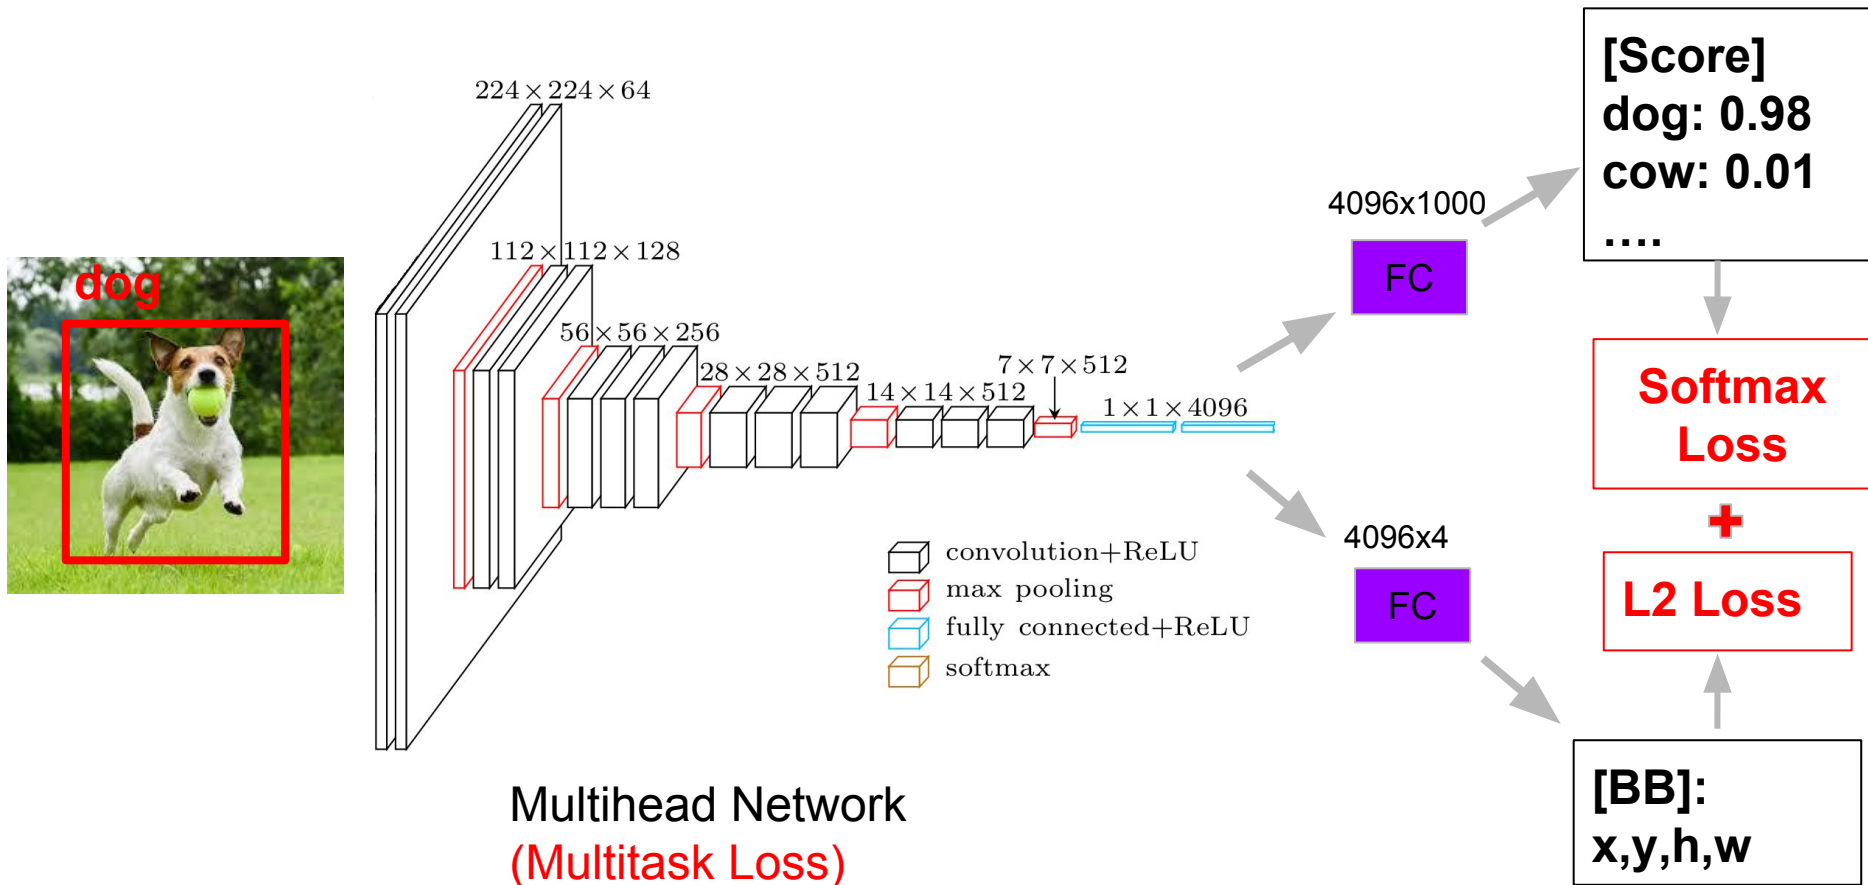 dog
224×224×64
112×112×128
56×56×256
28×28×512
14×14×512
7×7×512
1×1×4096
convolution+ReLU
max pooling
fully connected+ReLU
softmax
4096x1000
FC
4096x4
FC
[Score]
dog: 0.98
cow: 0.01
....
Softmax
Loss
+
L2 Loss
[BB]:
x,y,h,w
Multihead Network
(Multitask Loss)